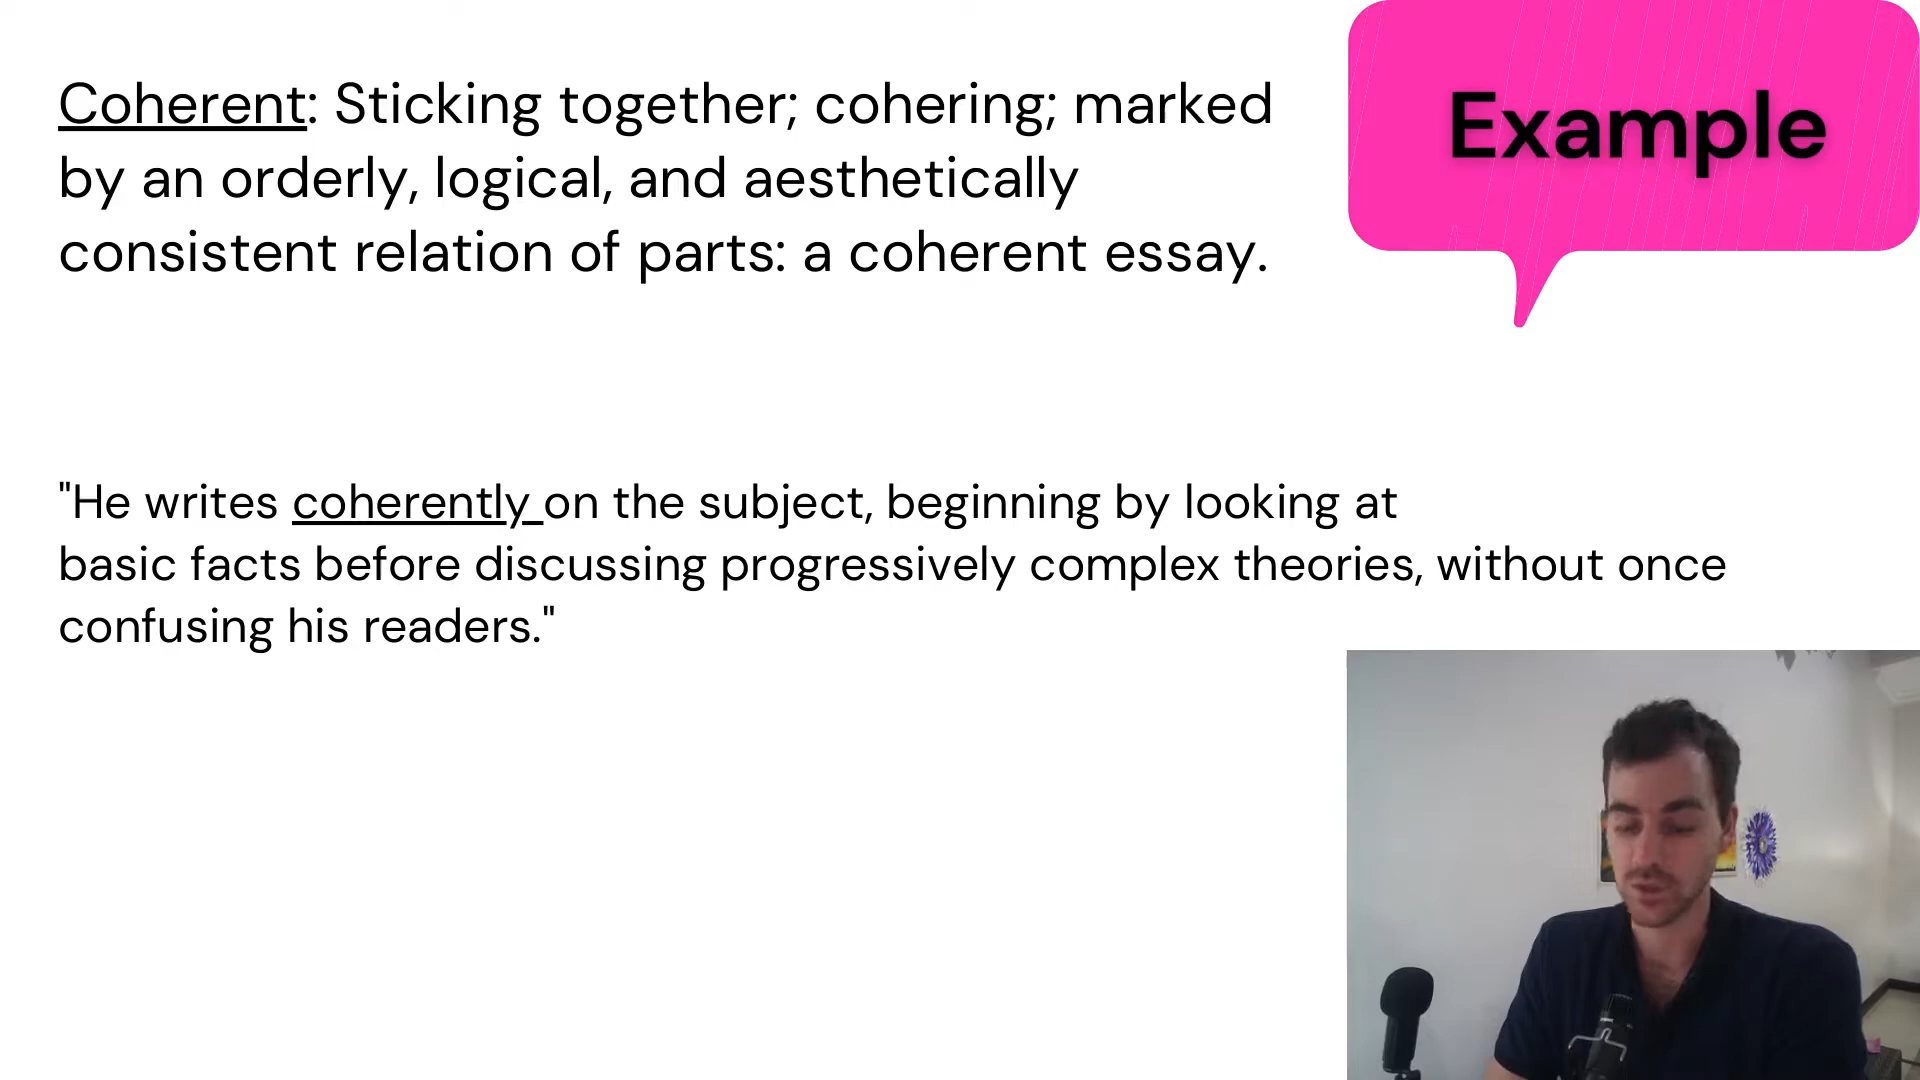 Coherent: Sticking together; cohering; marked
by an orderly, logical, and aesthetically
consistent relation of parts: a coherent essay.
Example
"He writes coherently on the subject, beginning by looking at
basic facts before discussing progressively complex theories, without once
confusing his readers."